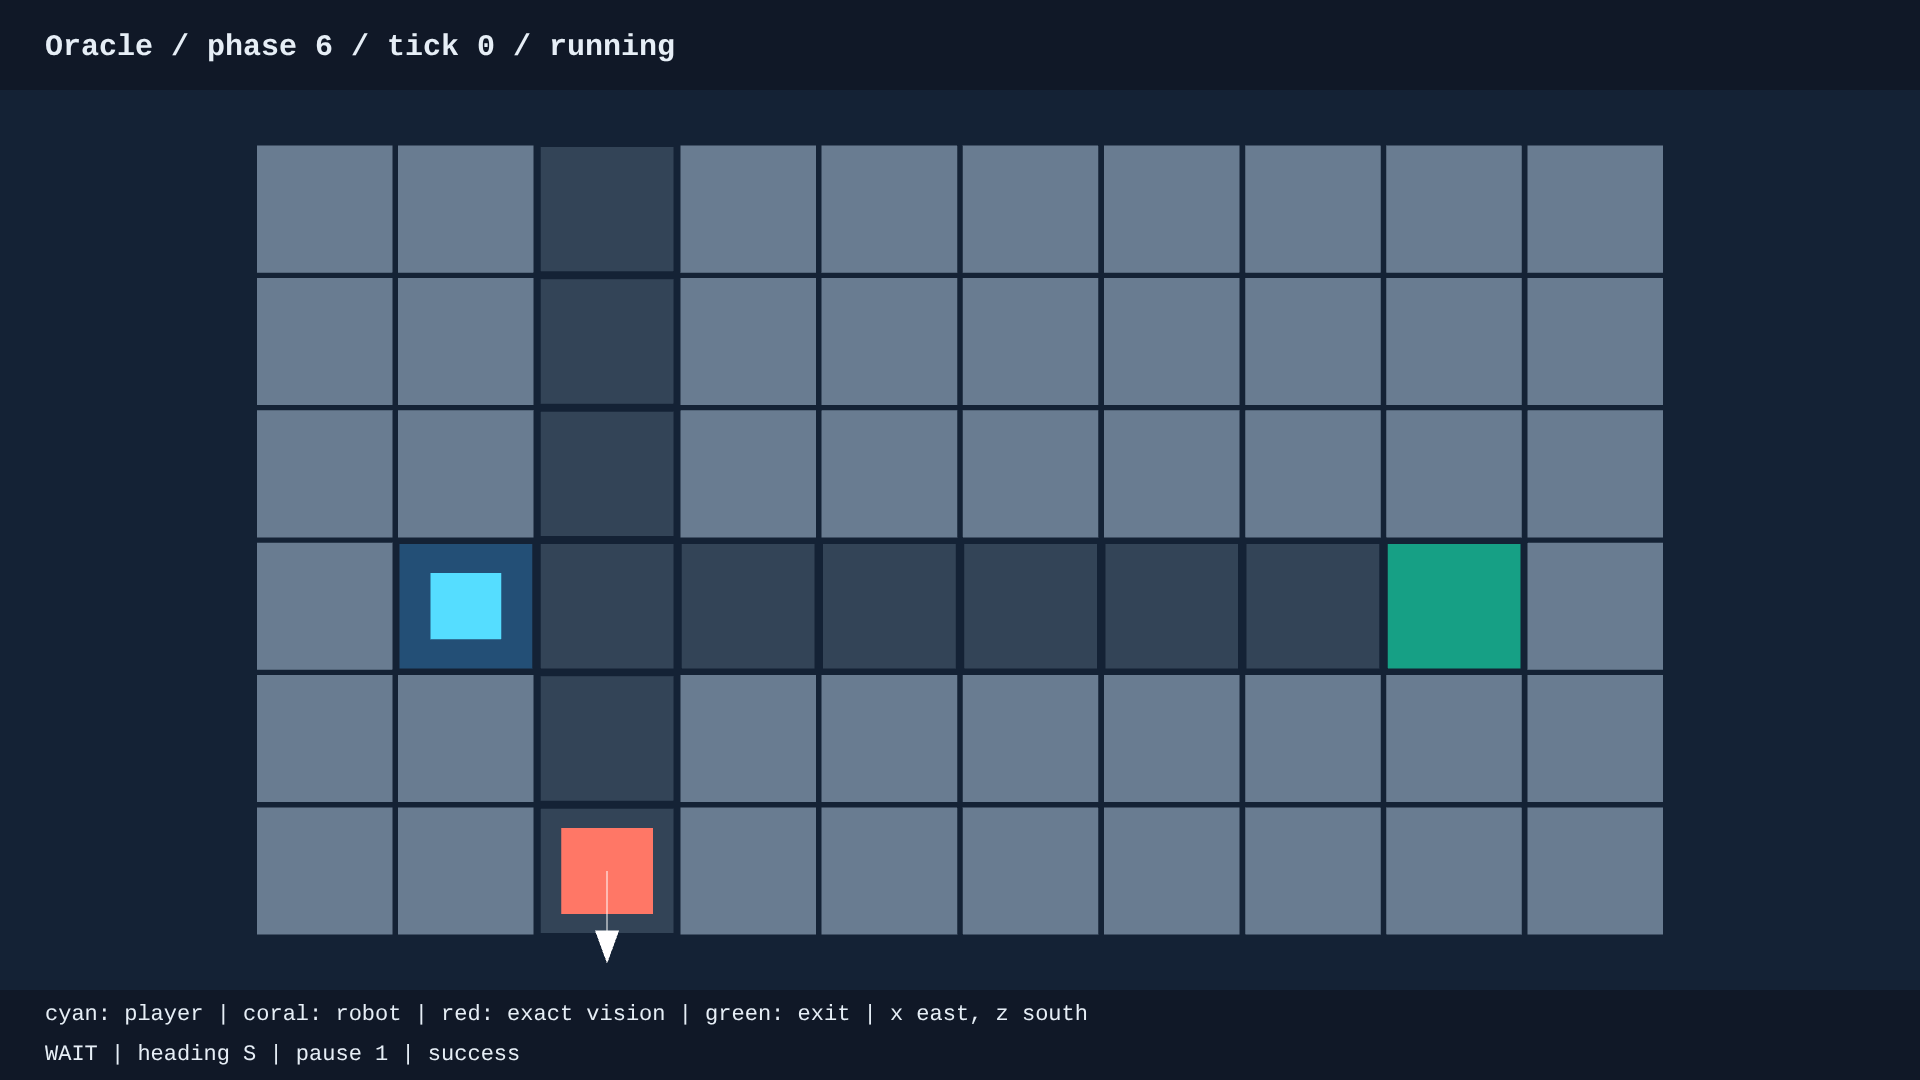 Oracle / phase 6 / tick 0 / running
cyan: player | coral: robot | red: exact vision | green: exit | x east, z south
WAIT | heading S | pause 1 | success